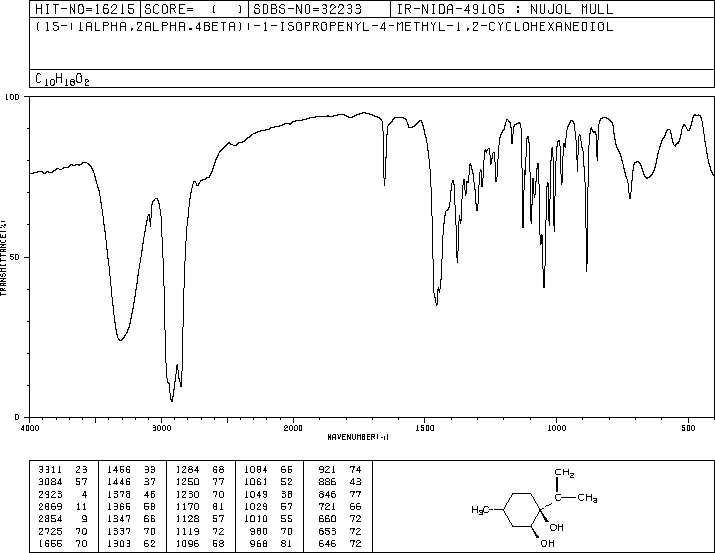 HIT-NO=16215 SCORE= ( ) SDBS-NO=32233 IR-NIDA-49105 : NUJOL MULL
(1S-(1ALPHA,2ALPHA,4BETA))-1-ISOPROPENYL-4-METHYL-1,2-CYCLOHEXANEDIOL
C10H18O2
100
50
0
TRANSMITTANCE(%)
4000 3000 2000 1500 1000 500
WAVENUMBER(-1)
3311 23 1456 33 1284 68 1084 65 921 74
3084 57 1446 37 1250 77 1061 52 886 43
2923 4 1378 46 1230 70 1049 38 846 77
2869 11 1365 58 1170 81 1029 57 721 66
2854 9 1347 66 1128 57 1010 55 660 72
2725 70 1337 70 1119 72 980 70 653 72
1655 70 1303 62 1096 58 968 81 646 72
CH2
CH3
H3C
OH
OH